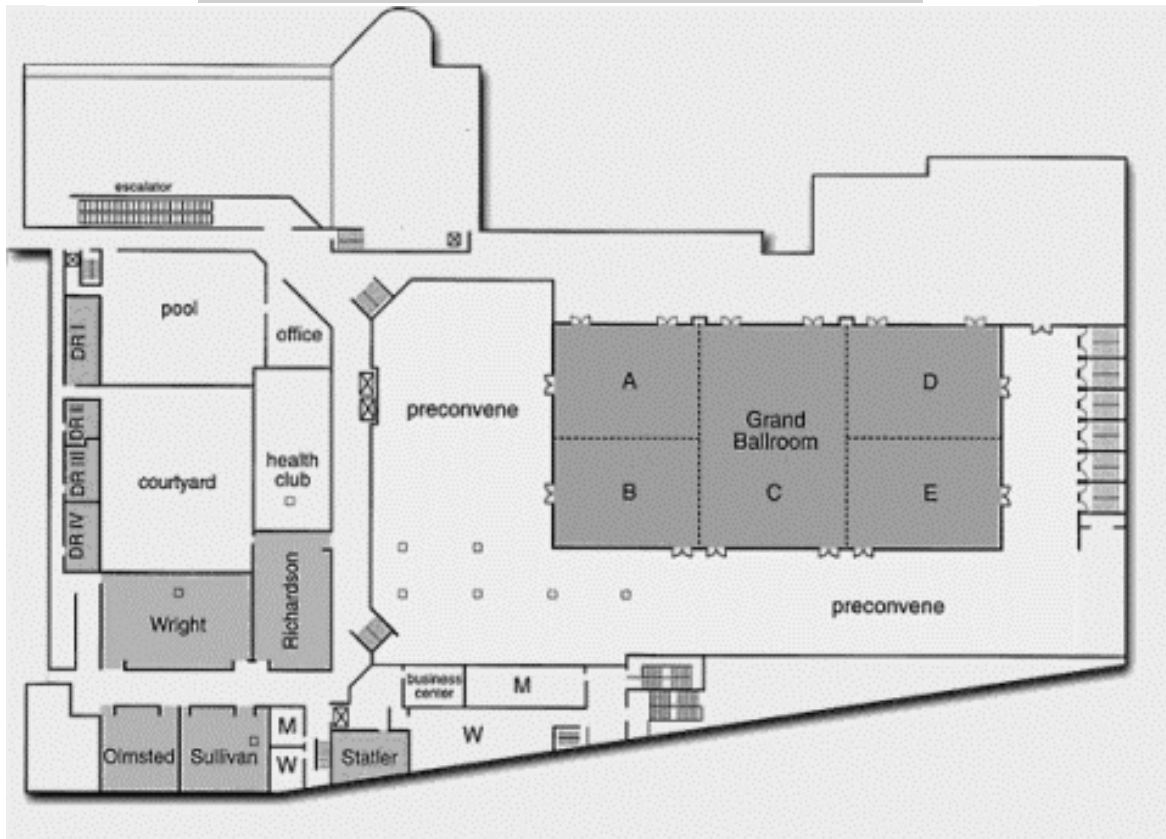 escalator
pool
office
DR I
preconvene
A
D
Grand
Ballroom
DR II
health
club
courtyard
DR III
B
C
E
DR IV
Richardson
Wright
preconvene
business
center
M
M
W
Olmsted
Sullivan
W
Statler